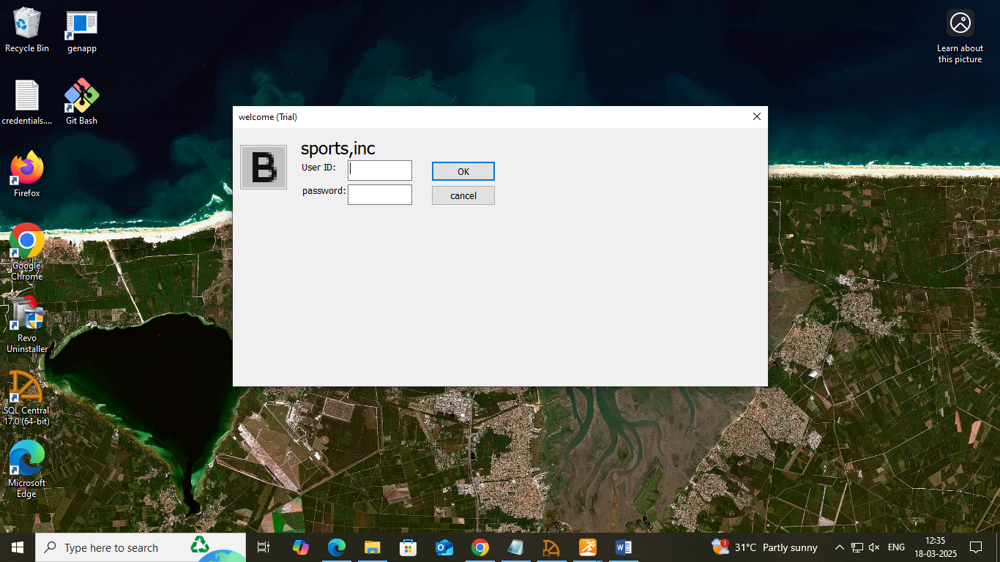 Recycle Bin
genapp
credentials....
Git Bash
Firefox
Google
Chrome
Revo
Uninstaller
SQL Central
17.0 (64-bit)
Microsoft
Edge
Learn about
this picture
welcome (Trial)
B
sports,inc
User ID:
OK
password:
cancel
Type here to search
1
31°C Partly sunny
ENG
12:35
18-03-2025